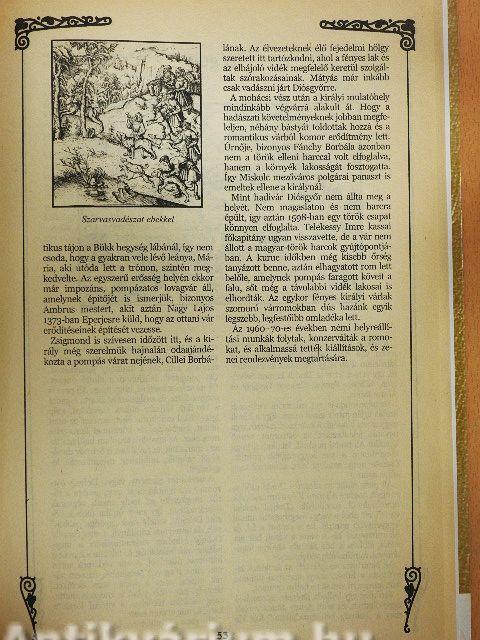 Szarvasvadászat ebekkel
tikus tájon a Bükk hegység lábánál, így nem
csoda, hogy a gyakran vele lévő leánya, Má-
ria, aki utóda lett a trónon, szintén meg-
kedvelte. Az egyszerű erősség helyén ekkor
már impozáns, pompázatos lovagvár áll,
amelynek építőjét is ismerjük, bizonyos
Ambrus mestert, akit aztán Nagy Lajos
1373-ban Eperjesre küld, hogy az ottani vár
erődítéseinek építését vezesse.
Zsigmond is szívesen időzött itt, és a ki-
rály még szerelmük hajnalán odaajándé-
kozta a pompás várat nejének, Cillei Borbá-
lának. Az élvezeteknek élő fejedelmi hölgy
szeretett itt tartózkodni, ahol a fényes lak és
az elbájoló vidék megfelelő keretül szolgál-
tak szórakozásainak. Mátyás már inkább
csak vadászni járt Diósgyőrre.
A mohácsi vész után a királyi mulatóhely
mindinkább végvárrá alakult át. Hogy a
hadászati követelményeknek jobban megfe-
leljen, néhány bástyát toldottak hozzá és a
romantikus várból komor erődítmény lett.
Úrnője, bizonyos Fánchy Borbála azonban
nem a török elleni harccal volt elfoglalva,
hanem a környék lakosságát fosztogatta.
Így Miskolc mezőváros polgárai panaszt is
emeltek ellene a királynál.
Mint hadivár Diósgyőr nem állta meg a
helyét. Nem magaslaton és nem harcra
épült, így aztán 1598-ban egy török csapat
könnyen elfoglalta. Telekessy Imre kassai
főkapitány ugyan visszavette, de a vár nem
állott a magyar-török harcok gyújtópontjá-
ban. A kuruc időkben még kisebb őrség
tanyázott benne, aztán elhagyatott rom lett
belőle, amelynek pompás faragott köveit a
falu, sőt még a távolabbi vidék lakosai is
elhordták. Az egykor fényes királyi várlak
szomorú várromokban dús hazánk egyik
legszebb, legfestőibb omladéka lett.
Az 1960-70-es években némi helyreállí-
tási munkák folytak, konzerválták a romo-
kat, és alkalmassá tették kiállítások, és ze-
nei rendezvények megtartására.
53
Antikvárium.hu